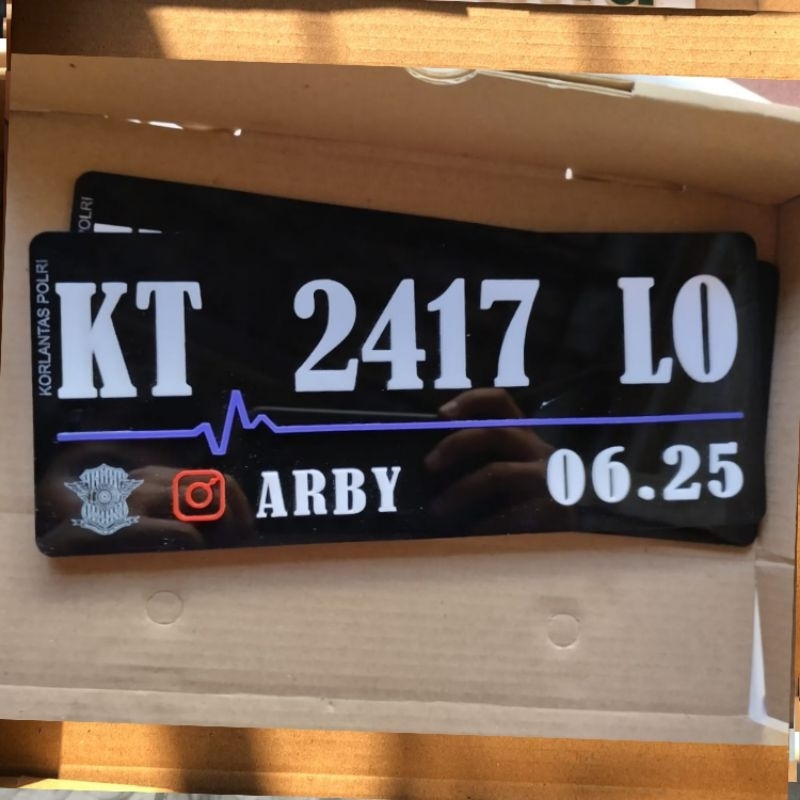 KORLANTAS POLRI
KT 2417 LO
ARBY 06.25